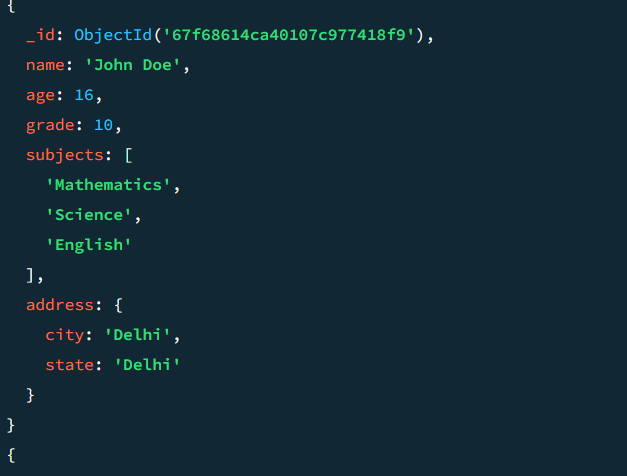 {
  _id: ObjectId('67f68614ca40107c977418f9'),
  name: 'John Doe',
  age: 16,
  grade: 10,
  subjects: [
    'Mathematics',
    'Science',
    'English'
  ],
  address: {
    city: 'Delhi',
    state: 'Delhi'
  }
}
{